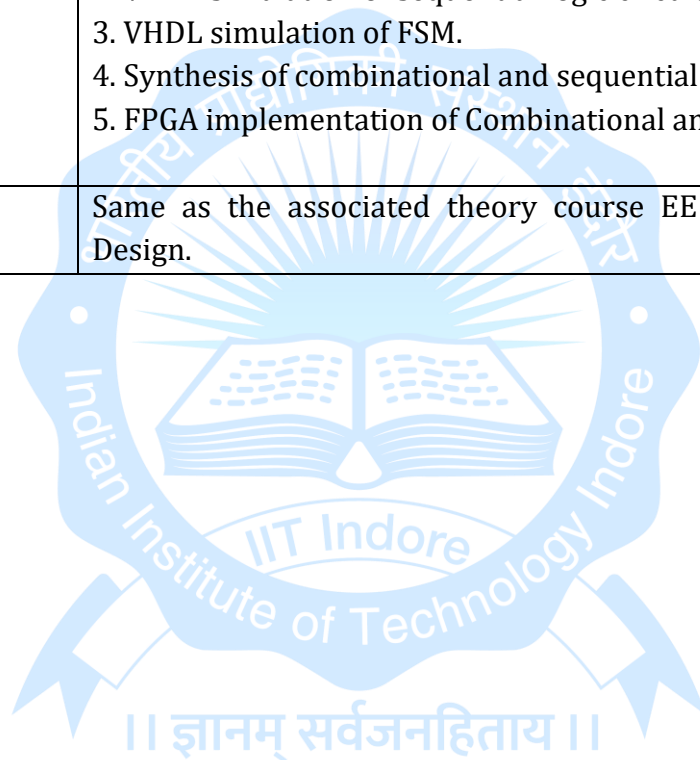 3. VHDL simulation of FSM.
4. Synthesis of combinational and sequential
5. FPGA implementation of Combinational
Same as the associated theory course EE
Design.
भारतीय प्रौद्योगिकी संस्थान इंदौर
Indian Institute of Technology Indore
IIT Indore
।। ज्ञानम् सर्वजनहिताय ।।